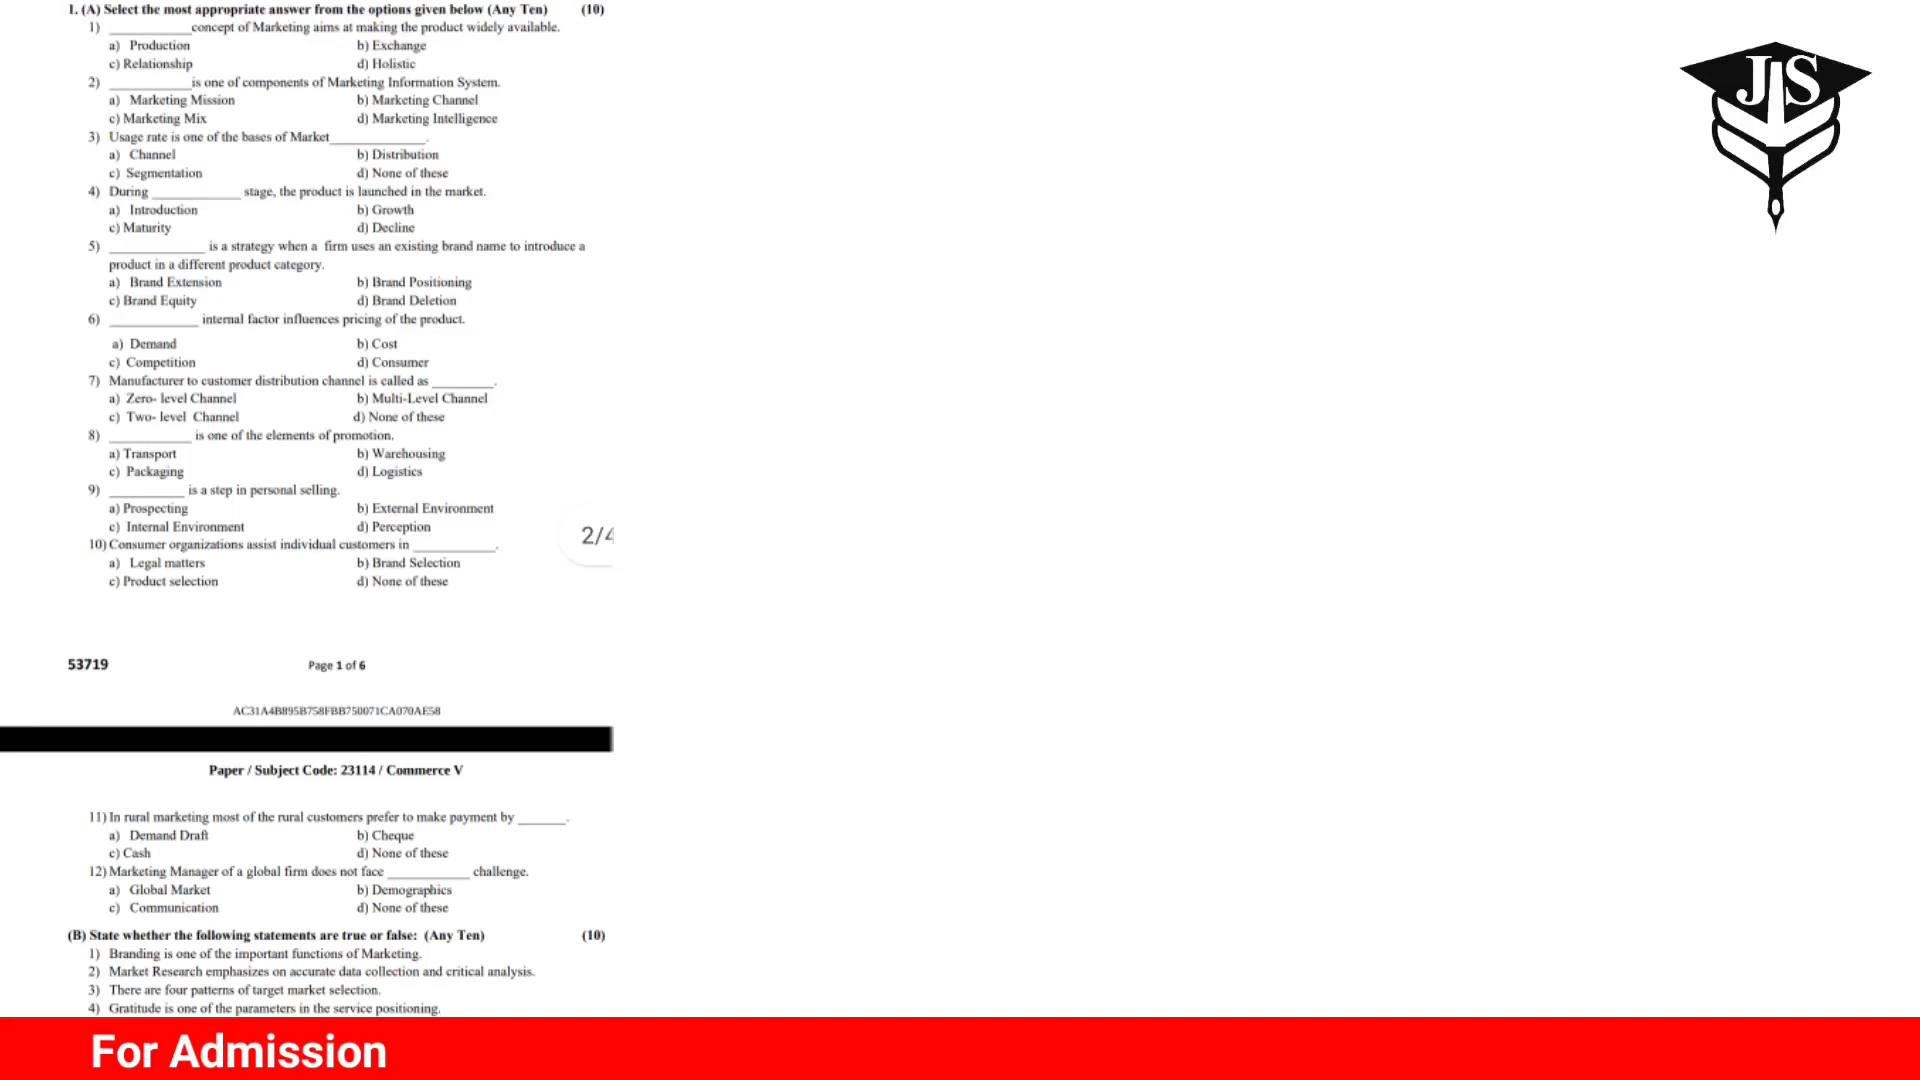 1. (A) Select the most appropriate answer from the options given below (Any Ten) (10)
1) ____________concept of Marketing aims at making the product widely available.
a) Production b) Exchange
c) Relationship d) Holistic
2) ____________is one of components of Marketing Information System.
a) Marketing Mission b) Marketing Channel
c) Marketing Mix d) Marketing Intelligence
3) Usage rate is one of the bases of Market______________.
a) Channel b) Distribution
c) Segmentation d) None of these
4) During _____________ stage, the product is launched in the market.
a) Introduction b) Growth
c) Maturity d) Decline
5) ______________ is a strategy when a firm uses an existing brand name to introduce a
product in a different product category.
a) Brand Extension b) Brand Positioning
c) Brand Equity d) Brand Deletion
6) _____________ internal factor influences pricing of the product.
a) Demand b) Cost
c) Competition d) Consumer
7) Manufacturer to customer distribution channel is called as _________.
a) Zero- level Channel b) Multi-Level Channel
c) Two- level Channel d) None of these
8) ____________ is one of the elements of promotion.
a) Transport b) Warehousing
c) Packaging d) Logistics
9) ___________ is a step in personal selling.
a) Prospecting b) External Environment
c) Internal Environment d) Perception
2/4
10) Consumer organizations assist individual customers in ____________.
a) Legal matters b) Brand Selection
c) Product selection d) None of these
53719 Page 1 of 6
AC31A4B895B758FBB750071CA070AE58
Paper / Subject Code: 23114 / Commerce V
11) In rural marketing most of the rural customers prefer to make payment by _______.
a) Demand Draft b) Cheque
c) Cash d) None of these
12) Marketing Manager of a global firm does not face ____________ challenge.
a) Global Market b) Demographics
c) Communication d) None of these
(B) State whether the following statements are true or false: (Any Ten) (10)
1) Branding is one of the important functions of Marketing.
2) Market Research emphasizes on accurate data collection and critical analysis.
3) There are four patterns of target market selection.
4) Gratitude is one of the parameters in the service positioning.
JS
For Admission